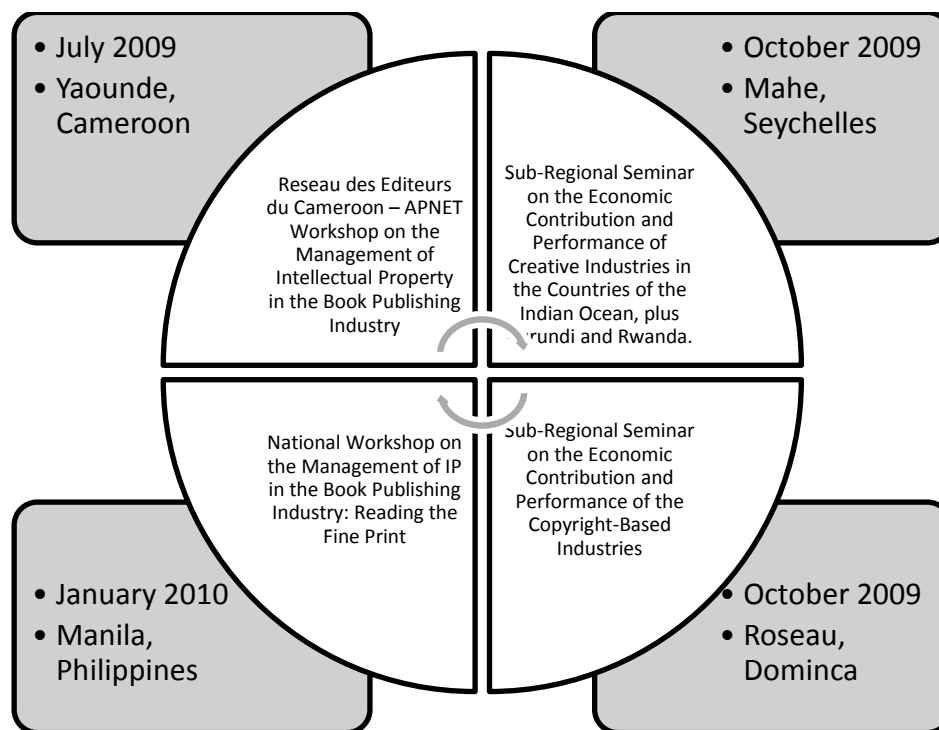 • July 2009
• Yaounde,
Cameroon
Reseau des Editeurs
du Cameroon – APNET
Workshop on the
Management of
Intellectual Property
in the Book Publishing
Industry
• October 2009
• Mahe,
Seychelles
Sub-Regional Seminar
on the Economic
Contribution and
Performance of
Creative Industries in
the Countries of the
Indian Ocean, plus
and Rwanda.
National Workshop on
the Management of IP
in the Book Publishing
Industry: Reading the
Fine Print
• January 2010
• Manila,
Philippines
Sub-Regional Seminar
on the Economic
Contribution and
Performance of the
Copyright-Based
Industries
• October 2009
• Roseau,
Dominca